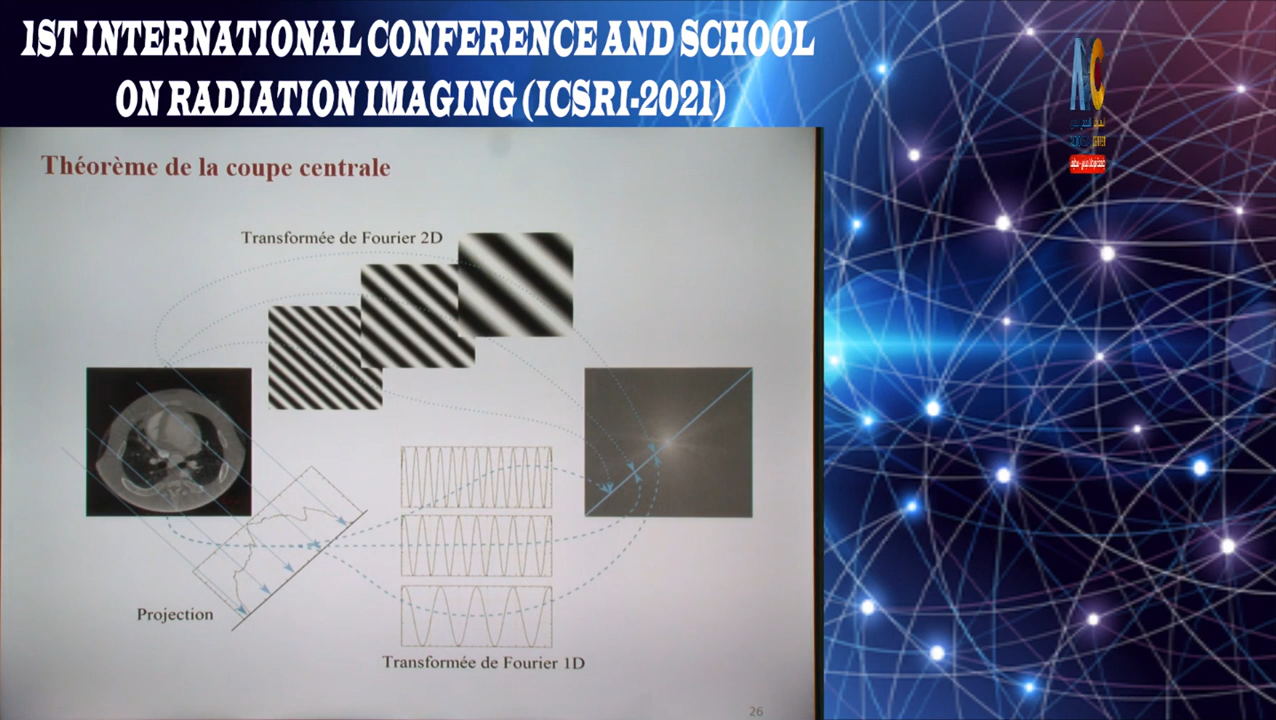 1ST INTERNATIONAL CONFERENCE AND SCHOOL
ON RADIATION IMAGING (ICSRI-2021)
Théorème de la coupe centrale
Transformée de Fourier 2D
Projection
Transformée de Fourier 1D
26